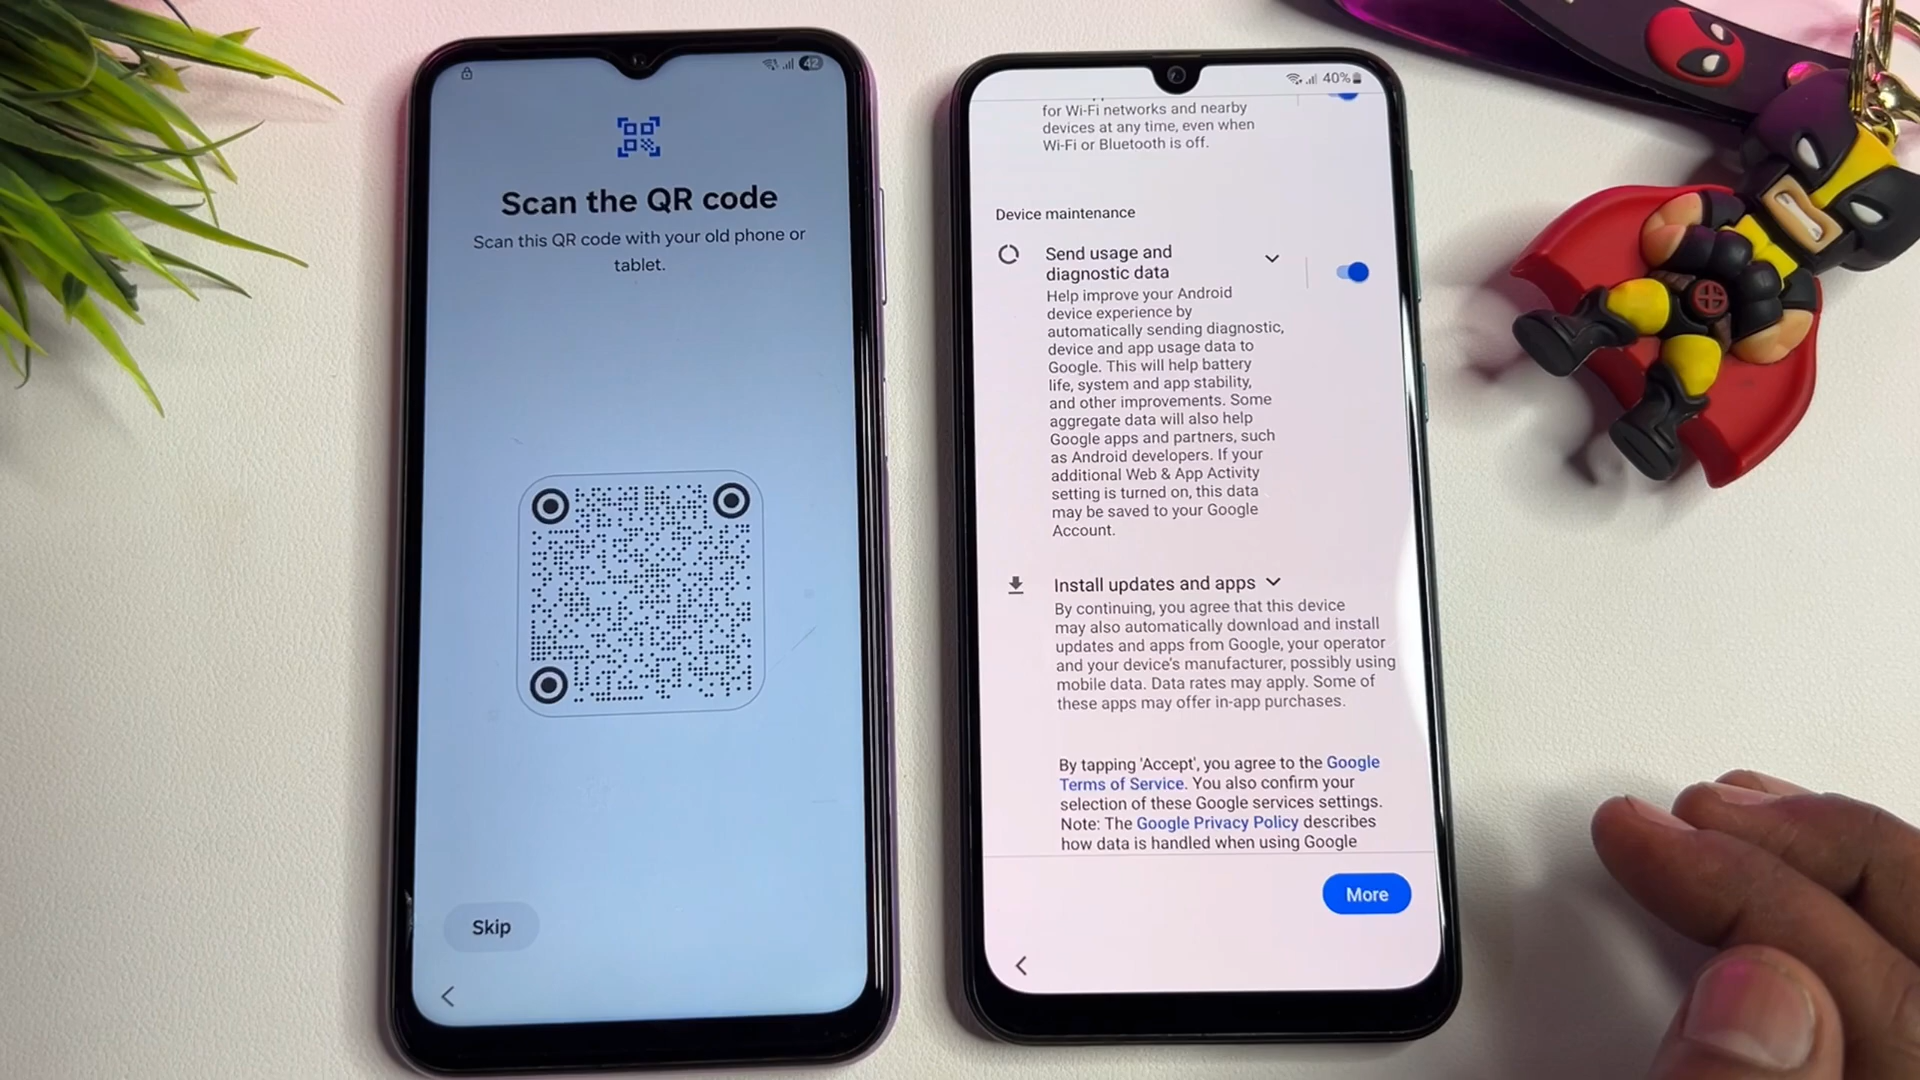 42
Scan the QR code
Scan this QR code with your old phone or
tablet.
Skip
40%
for Wi-Fi networks and nearby
devices at any time, even when
Wi-Fi or Bluetooth is off.
Device maintenance
Send usage and
diagnostic data
Help improve your Android
device experience by
automatically sending diagnostic,
device and app usage data to
Google. This will help battery
life, system and app stability,
and other improvements. Some
aggregate data will also help
Google apps and partners, such
as Android developers. If your
additional Web & App Activity
setting is turned on, this data
may be saved to your Google
Account.
Install updates and apps
By continuing, you agree that this device
may also automatically download and install
updates and apps from Google, your operator
and your device's manufacturer, possibly using
mobile data. Data rates may apply. Some of
these apps may offer in-app purchases.
By tapping 'Accept', you agree to the Google
Terms of Service. You also confirm your
selection of these Google services settings.
Note: The Google Privacy Policy describes
how data is handled when using Google
More